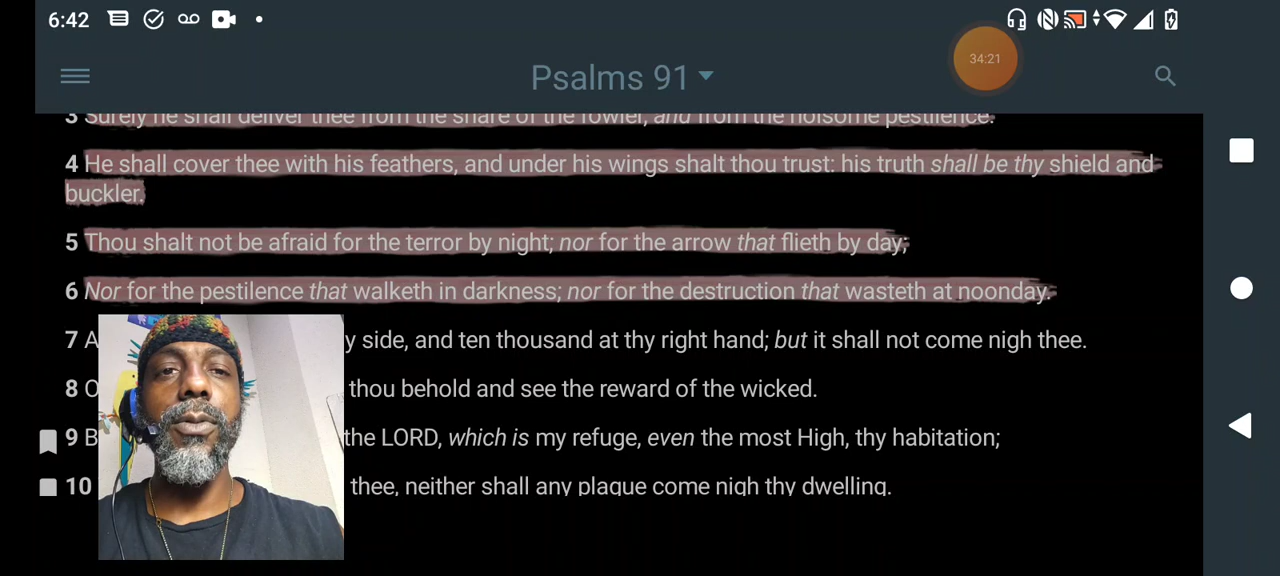 6:42
34:21
Psalms 91
3 Surely he shall deliver thee from the snare of the fowler, and from the noisome pestilence.
4 He shall cover thee with his feathers, and under his wings shalt thou trust: his truth shall be thy shield and
buckler.
5 Thou shalt not be afraid for the terror by night; nor for the arrow that flieth by day;
6 Nor for the pestilence that walketh in darkness; nor for the destruction that wasteth at noonday.
7 A y side, and ten thousand at thy right hand; but it shall not come nigh thee.
8 O thou behold and see the reward of the wicked.
9 B the LORD, which is my refuge, even the most High, thy habitation;
10 thee, neither shall any plague come nigh thy dwelling.